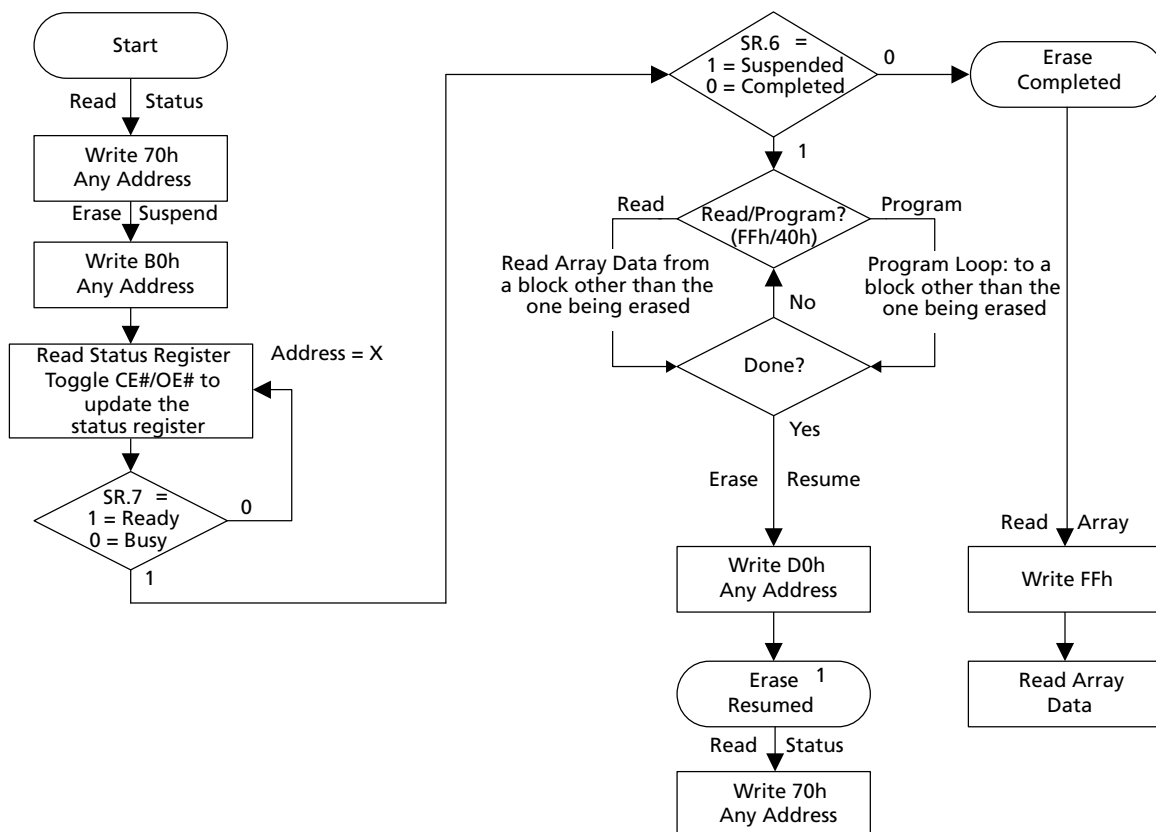 Start
Read Status
Write 70h
Any Address
Erase Suspend
Write B0h
Any Address
Read Status Register
Toggle CE#/OE# to
update the
status register
Address = X
SR.7 =
1 = Ready
0 = Busy
0
1
SR.6 =
1 = Suspended
0 = Completed
0
Erase
Completed
1
Read/Program?
(FFh/40h)
Read
Program
Read Array Data from
a block other than the
one being erased
Program Loop: to a
block other than the
one being erased
No
Done?
Yes
Erase Resume
Write D0h
Any Address
Erase 1
Resumed
Read Status
Write 70h
Any Address
Read Array
Write FFh
Read Array
Data